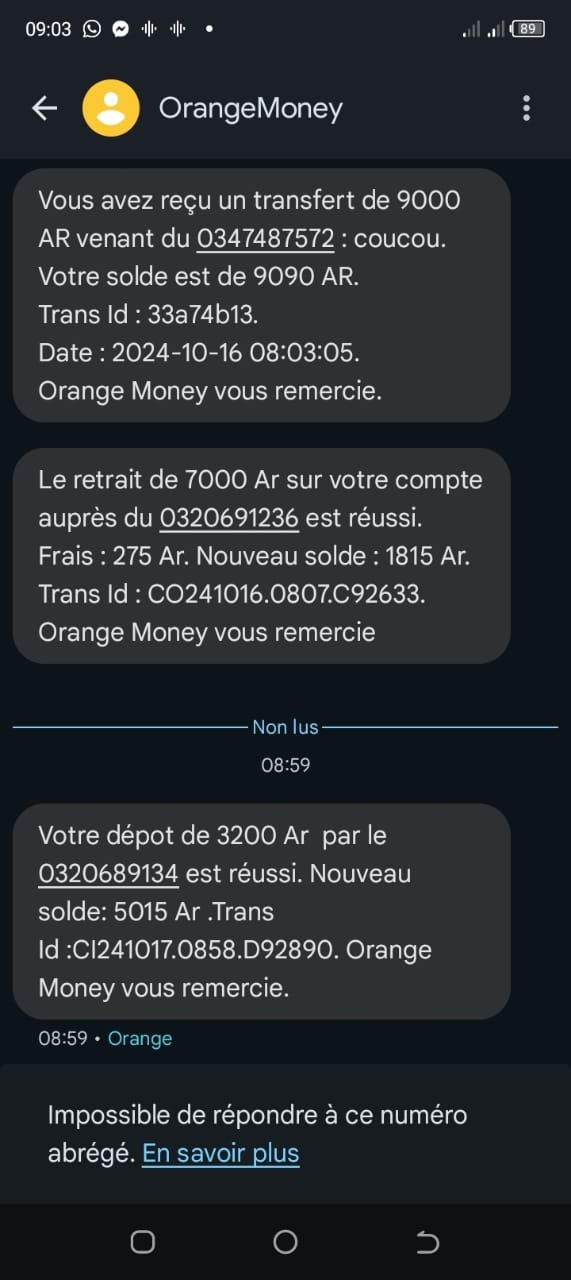 09:03
89
OrangeMoney
Vous avez reçu un transfert de 9000
AR venant du 0347487572 : coucou.
Votre solde est de 9090 AR.
Trans Id : 33a74b13.
Date : 2024-10-16 08:03:05.
Orange Money vous remercie.
Le retrait de 7000 Ar sur votre compte
auprès du 0320691236 est réussi.
Frais : 275 Ar. Nouveau solde : 1815 Ar.
Trans Id : CO241016.0807.C92633.
Orange Money vous remercie
Non lus
08:59
Votre dépot de 3200 Ar  par le
0320689134 est réussi. Nouveau
solde: 5015 Ar .Trans
Id :CI241017.0858.D92890. Orange
Money vous remercie.
08:59 • Orange
Impossible de répondre à ce numéro
abrégé. En savoir plus